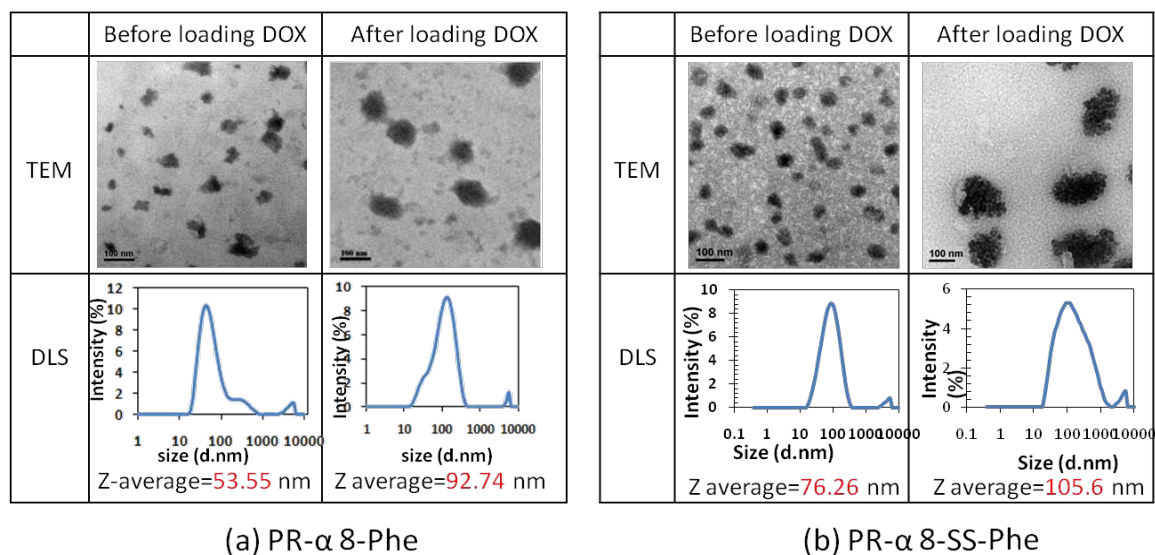 Before loading DOX After loading DOX
TEM
100 nm 100 nm
DLS
Intensity (%)
12
10
8
6
4
2
0
1 10 100 1000 10000
size (d.nm)
Z-average=53.55 nm
Intensity (%)
10
8
6
4
2
0
1 10 100 1000 10000
size (d.nm)
Z average=92.74 nm
(a) PR-α 8-Phe
Before loading DOX After loading DOX
TEM
100 nm 100 nm
DLS
Intensity (%)
10
8
6
4
2
0
0.1 1 10 100 1000 10000
Size (d.nm)
Z average=76.26 nm
Intensity
(%)
6
4
2
0
0.1 1 10 100 1000 10000
Size (d.nm)
Z average=105.6 nm
(b) PR-α 8-SS-Phe